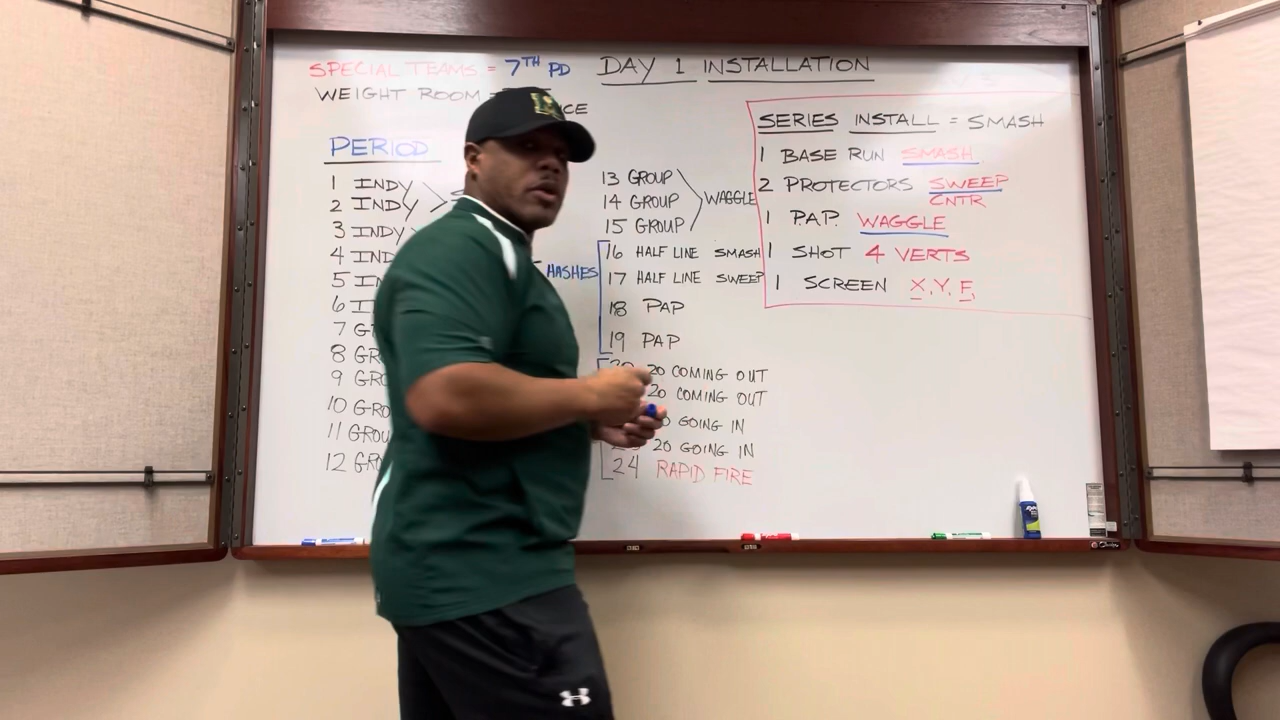 SPECIAL TEAMS = 7TH PD
DAY 1 INSTALLATION
WEIGHT ROOM =
PERIOD
1 INDY
2 INDY
3 INDY
4 IND
5 IN
6 I
7 G
8 GR
9 GRO
10 GRO
11 GROU
12 GR
HASHES
13 GROUP
14 GROUP
15 GROUP
WAGGLE
16 HALF LINE SMASH
17 HALF LINE SWEEP
18 PAP
19 PAP
20 COMING OUT
20 COMING OUT
GOING IN
20 GOING IN
24 RAPID FIRE
SERIES INSTALL = SMASH
1 BASE RUN SMASH
2 PROTECTORS SWEEP
CNTR
1 P.A.P. WAGGLE
1 SHOT 4 VERTS
1 SCREEN X, Y, F,